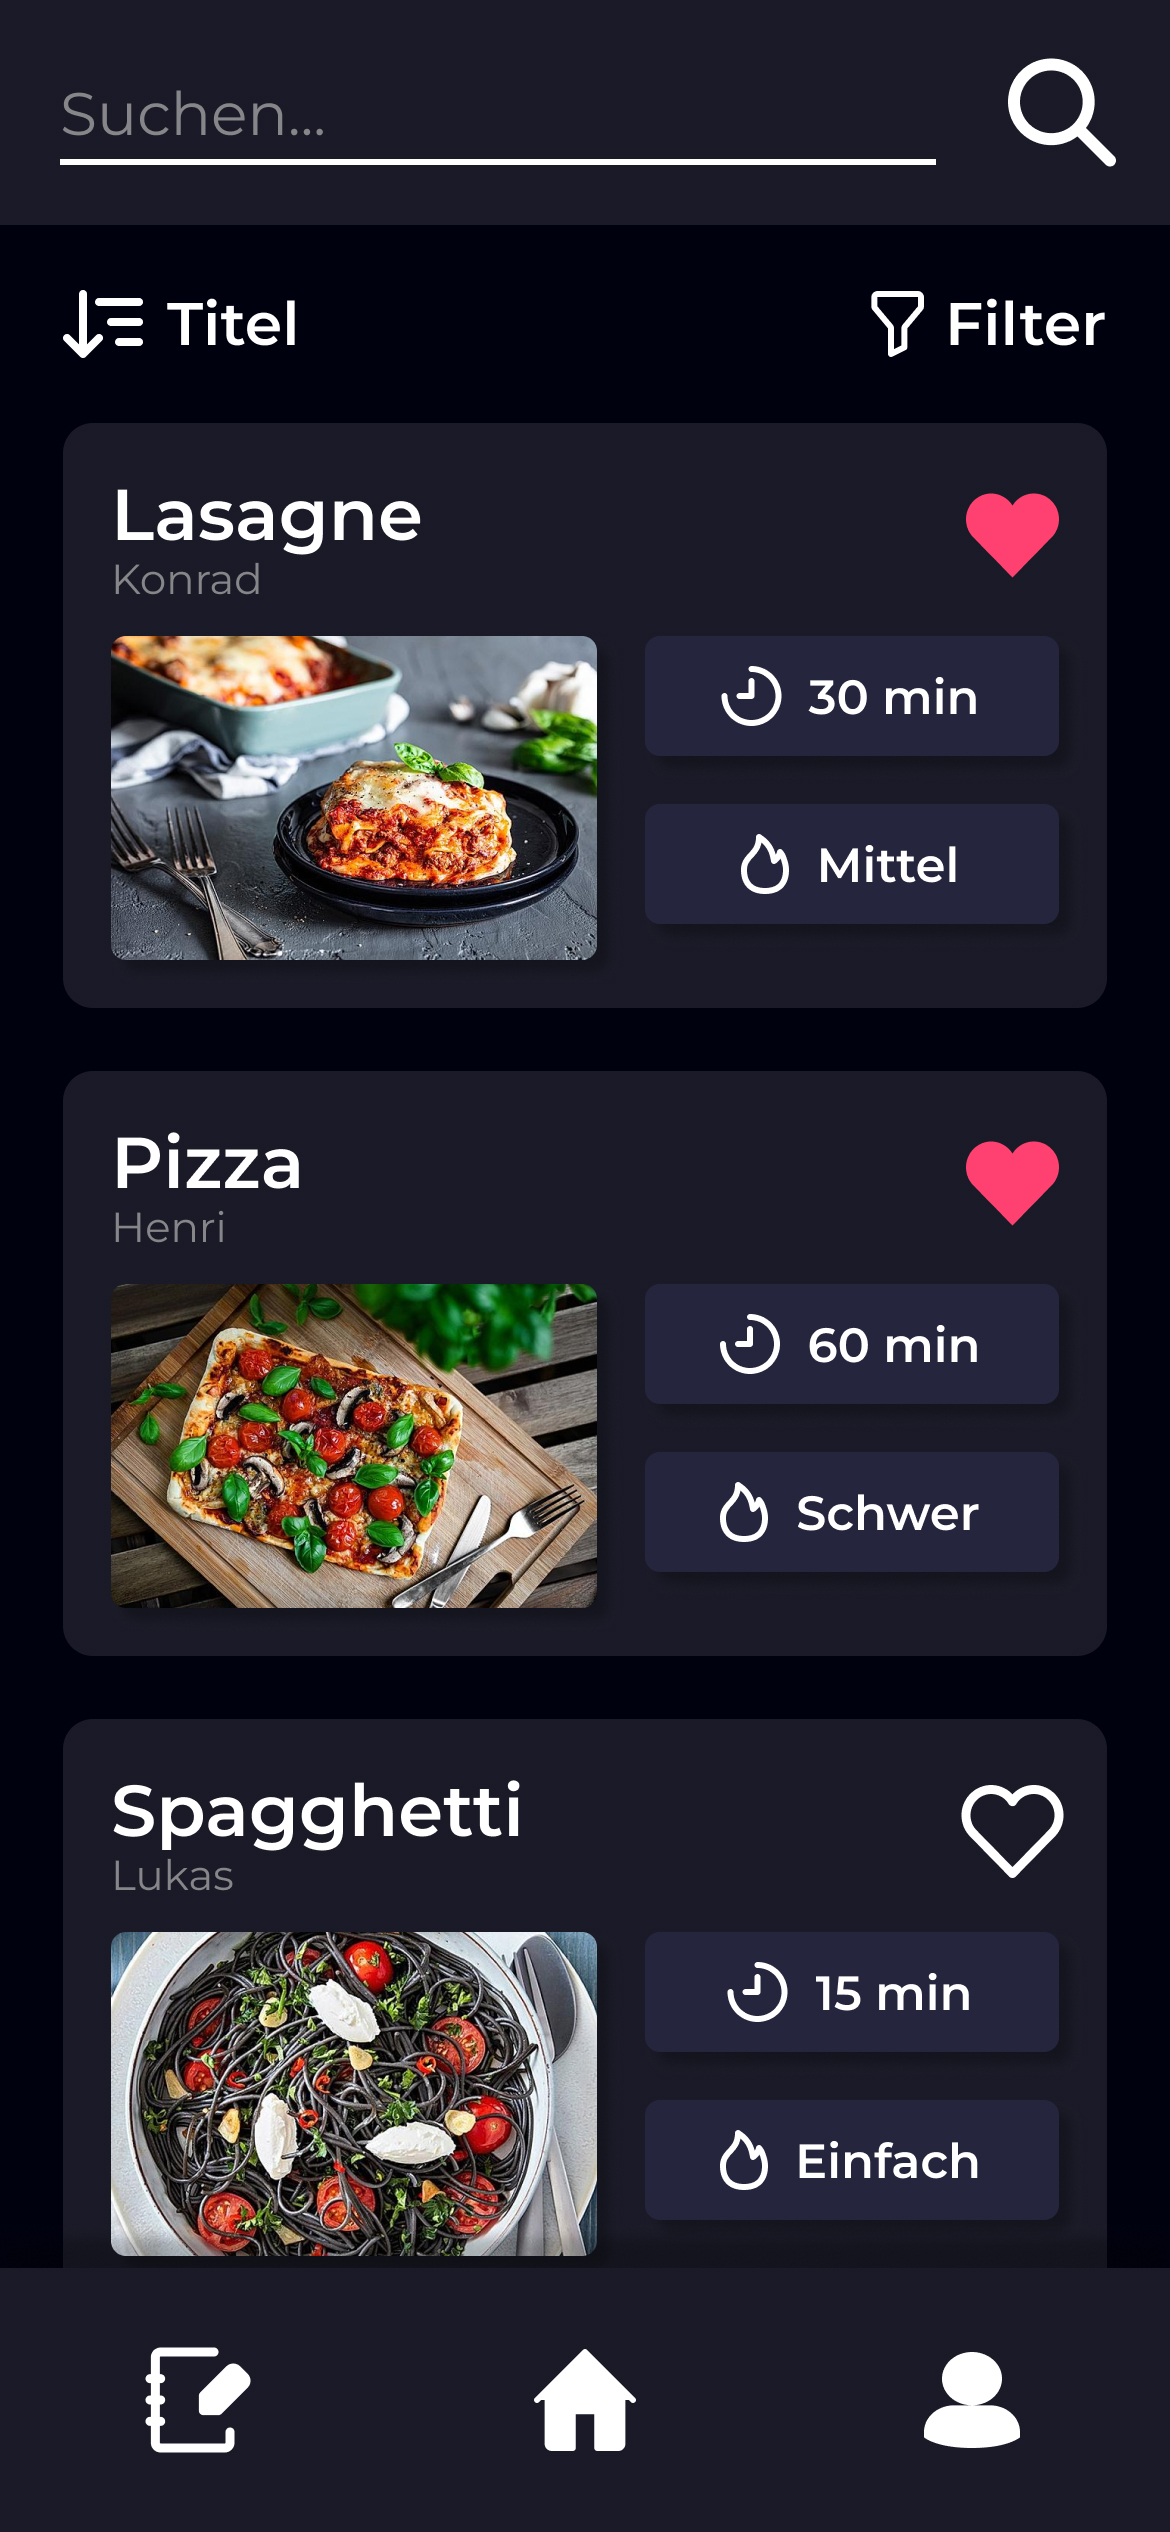 Suchen...
Titel
Filter
Lasagne
Konrad
30 min
Mittel
Pizza
Henri
60 min
Schwer
Spagghetti
Lukas
15 min
Einfach